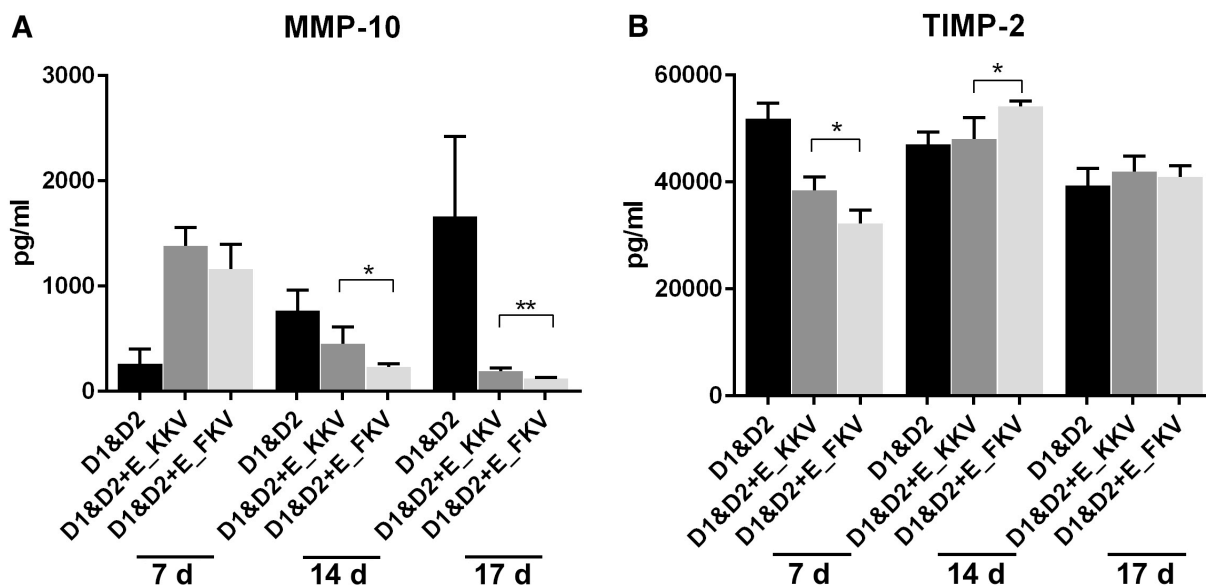 A
MMP-10
pg/ml
3000
2000
1000
0
*
**
D1&D2
D1&D2+E_KKV
D1&D2+E_FKV
D1&D2
D1&D2+E_KKV
D1&D2+E_FKV
D1&D2
D1&D2+E_KKV
D1&D2+E_FKV
7 d
14 d
17 d
B
TIMP-2
pg/ml
60000
40000
20000
0
*
*
D1&D2
D1&D2+E_KKV
D1&D2+E_FKV
D1&D2
D1&D2+E_KKV
D1&D2+E_FKV
D1&D2
D1&D2+E_KKV
D1&D2+E_FKV
7 d
14 d
17 d